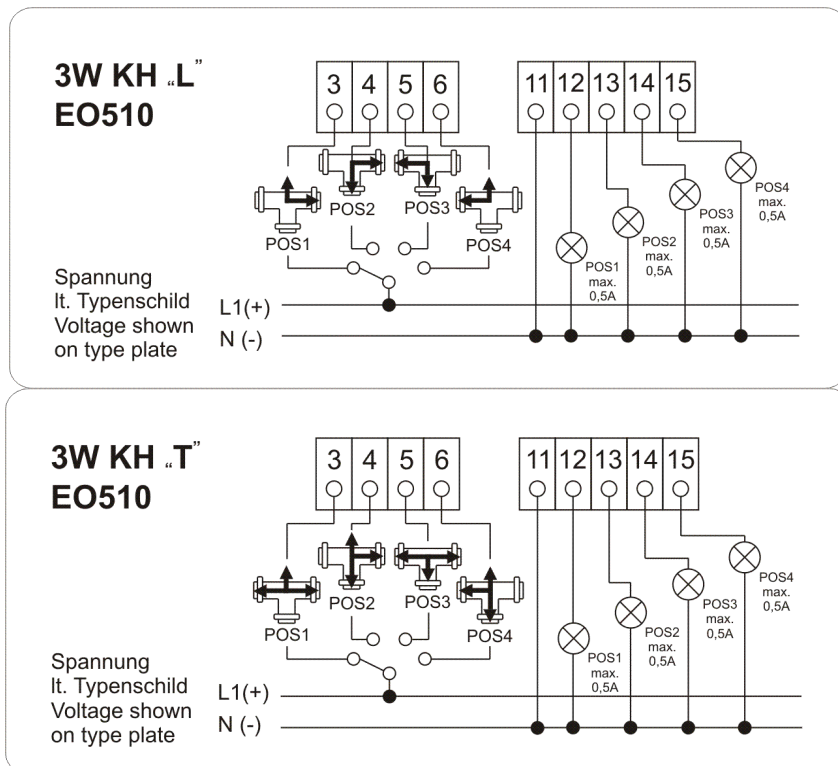 3W KH „L”
EO510
3 4 5 6
11 12 13 14 15
POS1
POS2
POS3
POS4
POS1
max.
0,5A
POS2
max.
0,5A
POS3
max.
0,5A
POS4
max.
0,5A
Spannung
lt. Typenschild
Voltage shown
on type plate
L1(+)
N (-)
3W KH „T”
EO510
3 4 5 6
11 12 13 14 15
POS1
POS2
POS3
POS4
POS1
max.
0,5A
POS2
max.
0,5A
POS3
max.
0,5A
POS4
max.
0,5A
Spannung
lt. Typenschild
Voltage shown
on type plate
L1(+)
N (-)